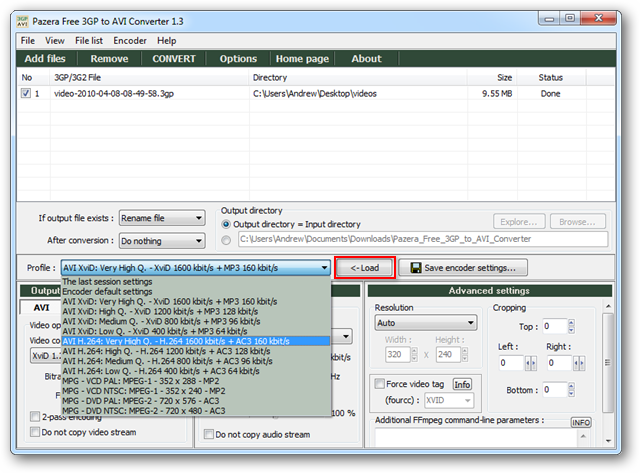 3GP AVI Pazera Free 3GP to AVI Converter 1.3
File View File list Encoder Help
Add files Remove CONVERT Options Home page About
No 3GP/3G2 File Directory Size Status
1 video-2010-04-08-08-49-58.3gp C:\Users\Andrew\Desktop\videos 9.55 MB Done
If output file exists : Rename file
After conversion : Do nothing
Output directory
Output directory = Input directory
C:\Users\Andrew\Documents\Downloads\Pazera_Free_3GP_to_AVI_Converter
Explore... Browse...
Profile : AVI XviD: Very High Q. - XviD 1600 kbit/s + MP3 160 kbit/s <- Load Save encoder settings...
The last session settings
Encoder default settings
AVI XviD: Very High Q. - XviD 1600 kbit/s + MP3 160 kbit/s
AVI XviD: High Q. - XviD 1200 kbit/s + MP3 128 kbit/s
AVI XviD: Medium Q. - XviD 800 kbit/s + MP3 96 kbit/s
AVI XviD: Low Q. - XviD 400 kbit/s + MP3 64 kbit/s
AVI H.264: Very High Q. - H.264 1600 kbit/s + AC3 160 kbit/s
AVI H.264: High Q. - H.264 1200 kbit/s + AC3 128 kbit/s
AVI H.264: Medium Q. - H.264 800 kbit/s + AC3 96 kbit/s
AVI H.264: Low Q. - H.264 400 kbit/s + AC3 64 kbit/s
MPG - VCD PAL: MPEG-1 - 352 x 288 - MP2
MPG - VCD NTSC: MPEG-1 - 352 x 240 - MP2
MPG - DVD PAL: MPEG-2 - 720 x 576 - AC3
MPG - DVD NTSC: MPEG-2 - 720 x 480 - AC3
Outpu
AVI
Video op
Video co
XviD 1.
Bitra
F
Hz
100 %
2-pass encoding
Do not copy video stream
Do not copy audio stream
Advanced settings
Resolution
Auto
Width : Height :
320 x 240
Force video tag Info
(fourcc) : XVID
Cropping
Top : 0
Left : Right :
0 0
Bottom : 0
Additional FFmpeg command-line parameters : INFO